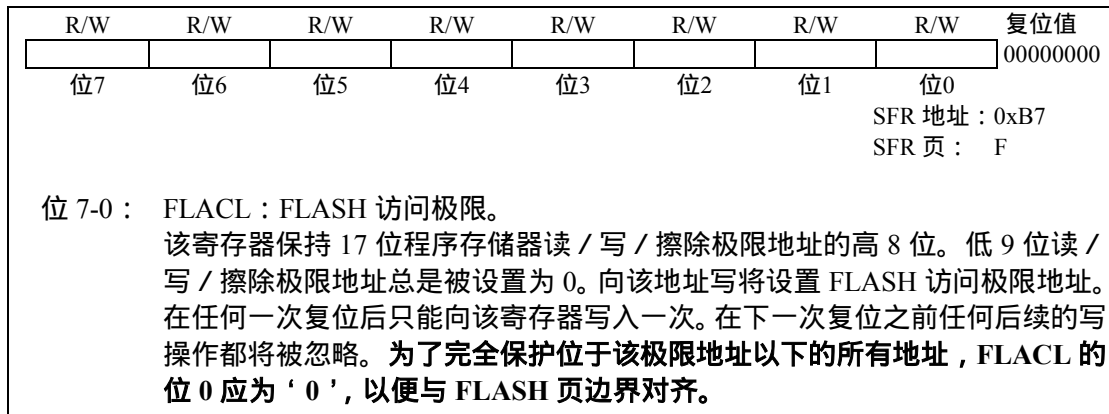 R/W R/W R/W R/W R/W R/W R/W R/W 复位值
00000000
位7 位6 位5 位4 位3 位2 位1 位0
SFR 地址：0xB7
SFR 页： F
位 7-0： FLACL：FLASH 访问极限。
该寄存器保持 17 位程序存储器读／写／擦除极限地址的高 8 位。低 9 位读／
写／擦除极限地址总是被设置为 0。向该地址写将设置 FLASH 访问极限地址。
在任何一次复位后只能向该寄存器写入一次。在下一次复位之前任何后续的写
操作都将被忽略。为了完全保护位于该极限地址以下的所有地址，FLACL 的
位 0 应为‘0’，以便与 FLASH 页边界对齐。